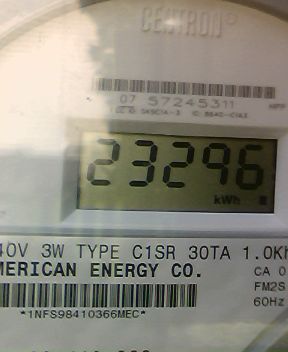 CENTRON®
07 57245311
23296
kWh
40V 3W TYPE C1SR 30TA 1.0Kh
MERICAN ENERGY CO.
CA 0
FM2S
60Hz
*1NFS98410366MEC*